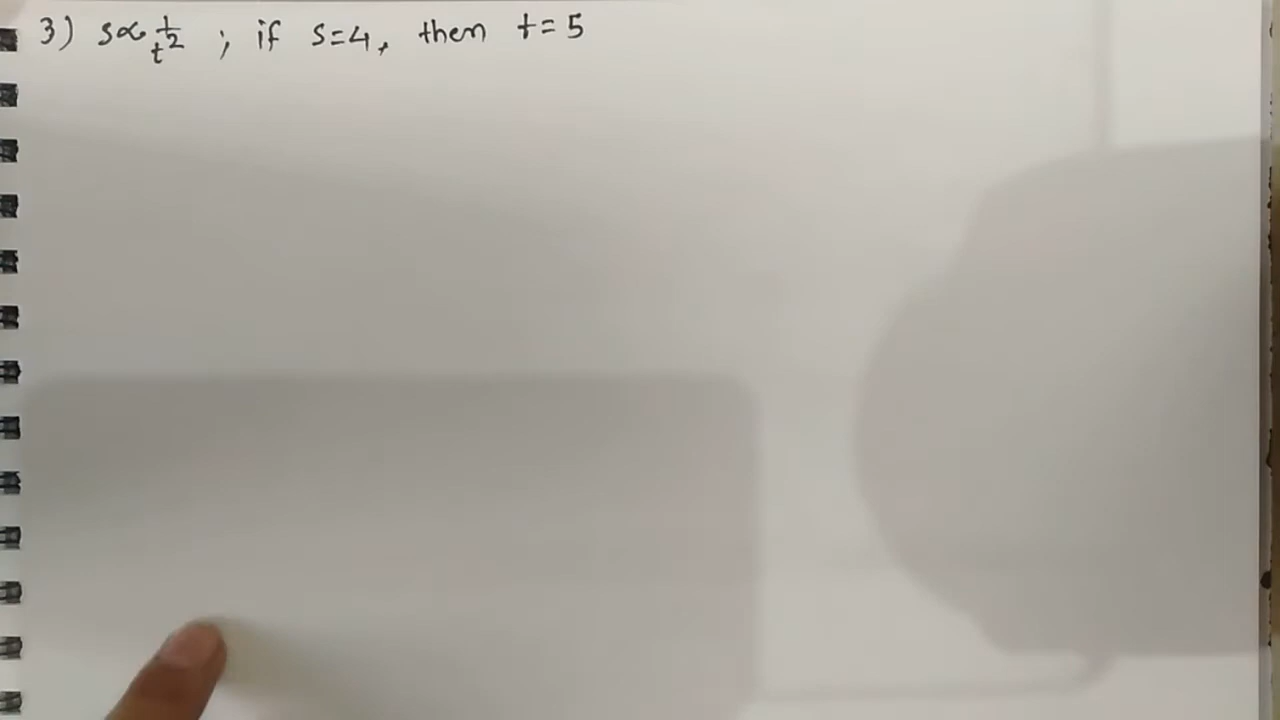 3) s∝ 1/t² ; if s=4, then t=5